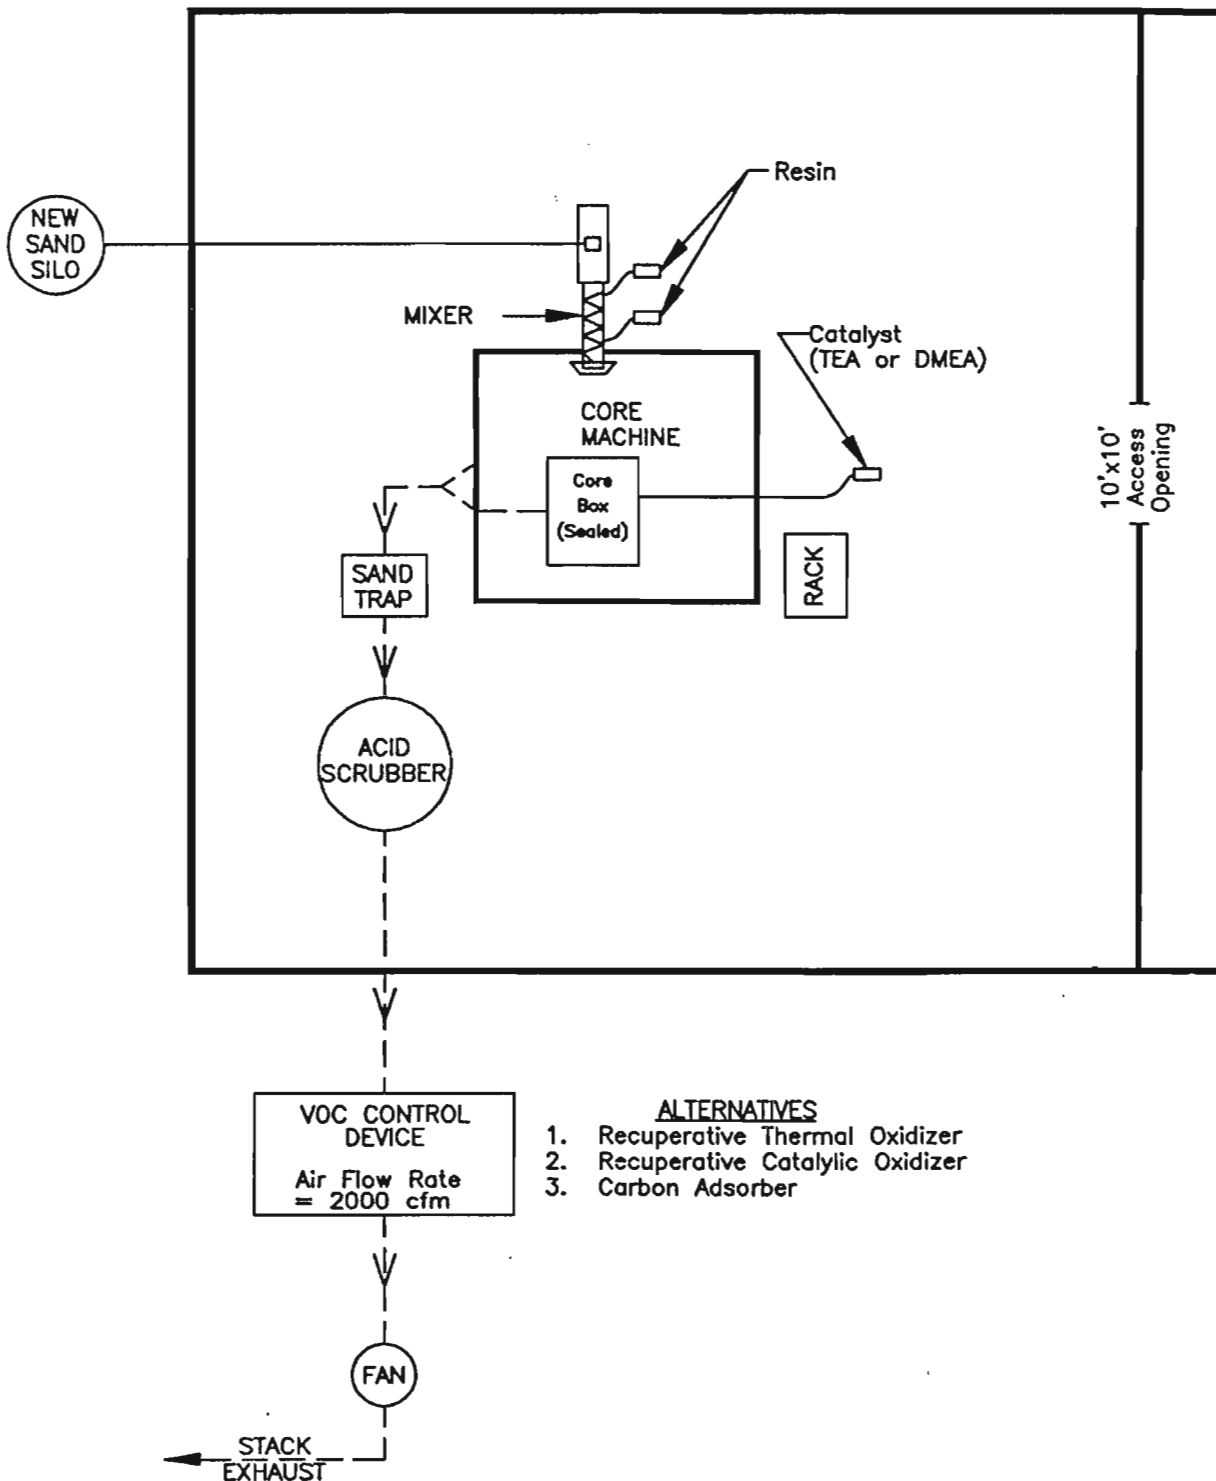 Resin
NEW
SAND
SILO
MIXER
Catalyst
(TEA or DMEA)
CORE
MACHINE
10'x10'
Access
Opening
Core
Box
(Sealed)
RACK
SAND
TRAP
ACID
SCRUBBER
VOC CONTROL
DEVICE
Air Flow Rate
= 2000 cfm
ALTERNATIVES
1. Recuperative Thermal Oxidizer
2. Recuperative Catalylic Oxidizer
3. Carbon Adsorber
FAN
STACK
EXHAUST